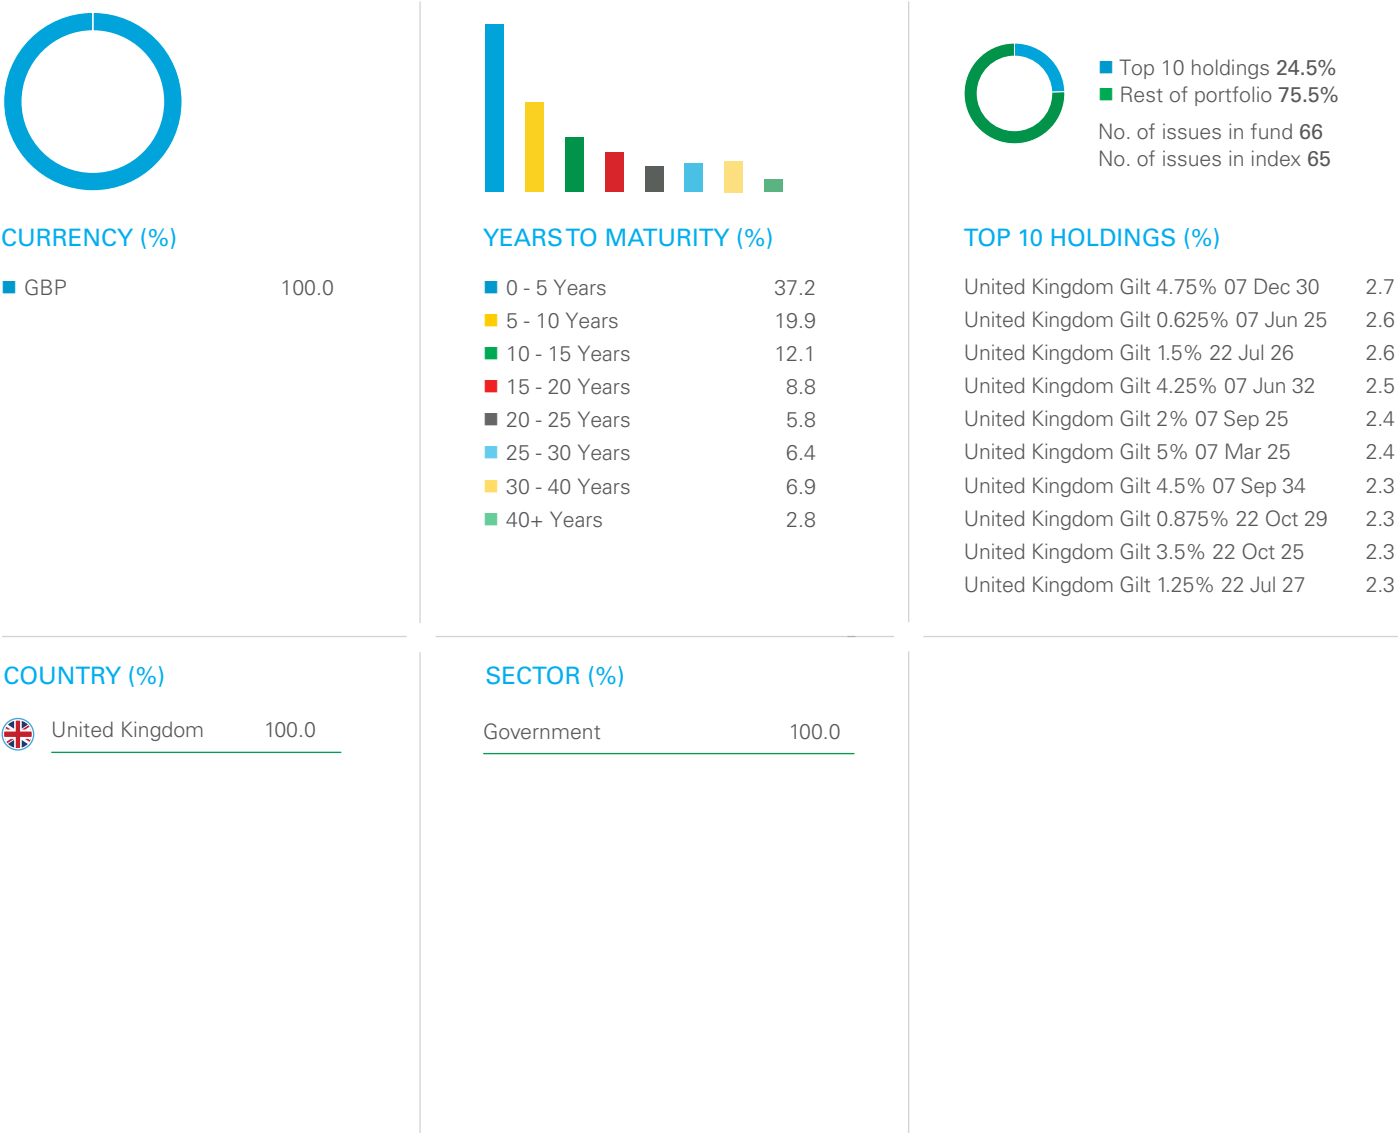 CURRENCY (%)
GBP 100.0
YEARS TO MATURITY (%)
0 - 5 Years 37.2
5 - 10 Years 19.9
10 - 15 Years 12.1
15 - 20 Years 8.8
20 - 25 Years 5.8
25 - 30 Years 6.4
30 - 40 Years 6.9
40+ Years 2.8
Top 10 holdings 24.5%
Rest of portfolio 75.5%
No. of issues in fund 66
No. of issues in index 65
TOP 10 HOLDINGS (%)
United Kingdom Gilt 4.75% 07 Dec 30 2.7
United Kingdom Gilt 0.625% 07 Jun 25 2.6
United Kingdom Gilt 1.5% 22 Jul 26 2.6
United Kingdom Gilt 4.25% 07 Jun 32 2.5
United Kingdom Gilt 2% 07 Sep 25 2.4
United Kingdom Gilt 5% 07 Mar 25 2.4
United Kingdom Gilt 4.5% 07 Sep 34 2.3
United Kingdom Gilt 0.875% 22 Oct 29 2.3
United Kingdom Gilt 3.5% 22 Oct 25 2.3
United Kingdom Gilt 1.25% 22 Jul 27 2.3
COUNTRY (%)
United Kingdom 100.0
SECTOR (%)
Government 100.0